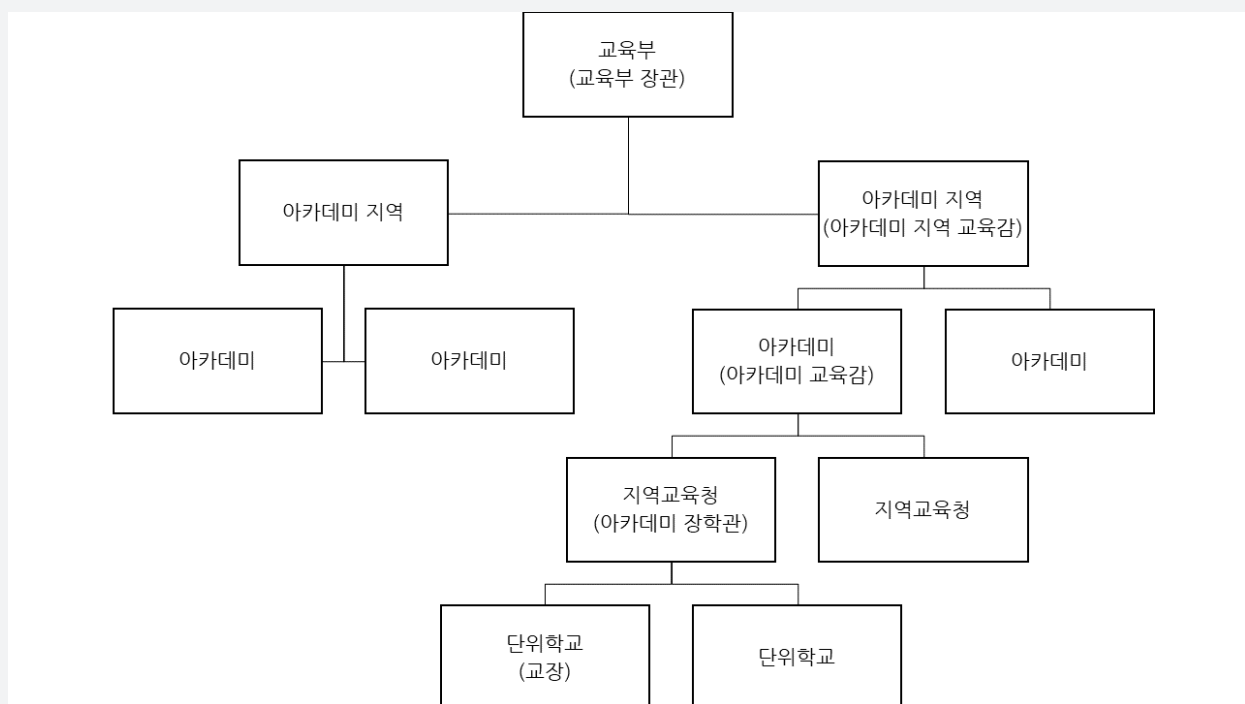 교육부
(교육부 장관)
아카데미 지역
아카데미 지역
(아카데미 지역 교육감)
아카데미
아카데미
아카데미
(아카데미 교육감)
아카데미
지역교육청
(아카데미 장학관)
지역교육청
단위학교
(교장)
단위학교